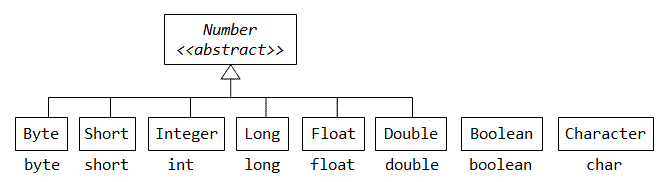 Number
<<abstract>>
Byte Short Integer Long Float Double Boolean Character
byte short int long float double boolean char